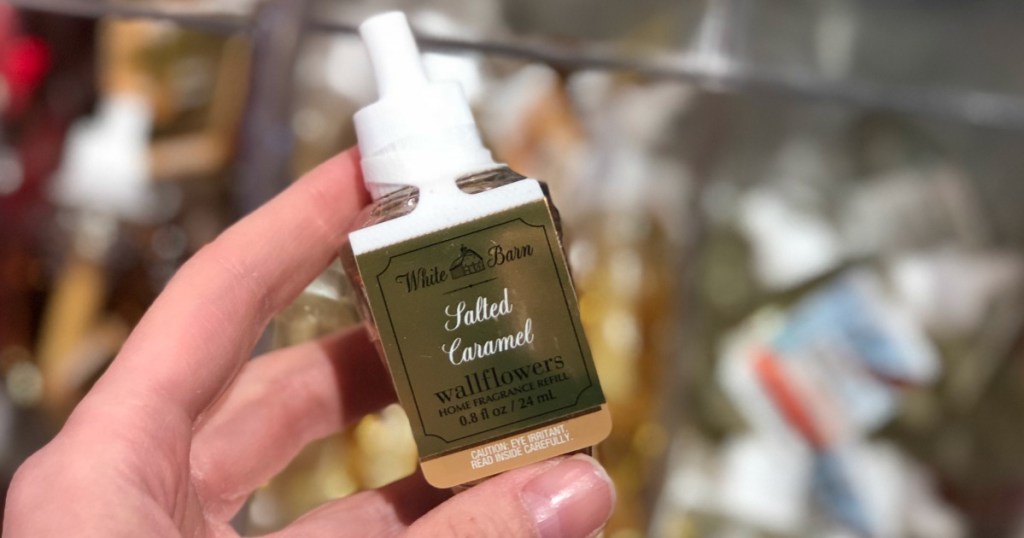 White Barn
Salted
Caramel
wallflowers
HOME FRAGRANCE REFILL
0.8 fl oz / 24 mL
CAUTION: EYE IRRITANT.
READ INSIDE CAREFULLY.